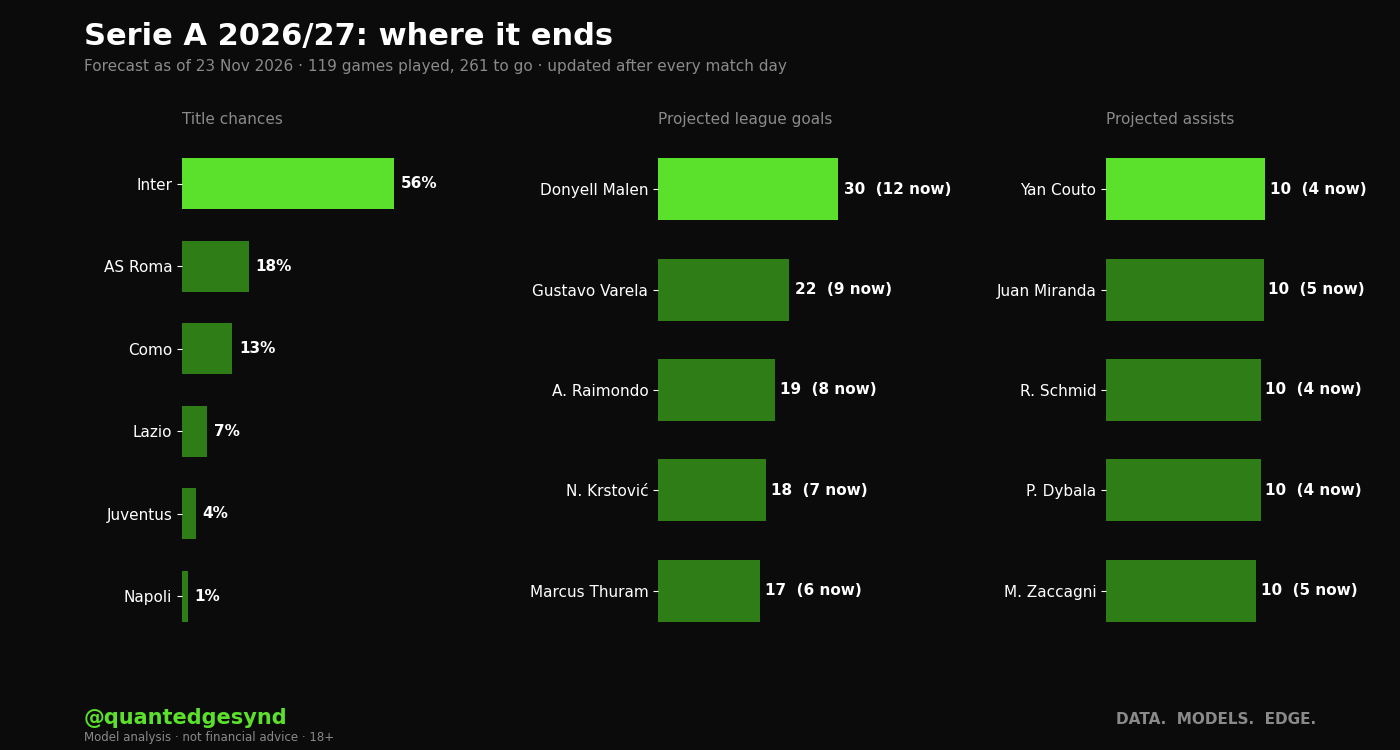 Serie A 2026/27: where it ends
Forecast as of 23 Nov 2026 · 119 games played, 261 to go · updated after every match day
Title chances
Inter 56%
AS Roma 18%
Como 13%
Lazio 7%
Juventus 4%
Napoli 1%
Projected league goals
Donyell Malen 30 (12 now)
Gustavo Varela 22 (9 now)
A. Raimondo 19 (8 now)
N. Krstović 18 (7 now)
Marcus Thuram 17 (6 now)
Projected assists
Yan Couto 10 (4 now)
Juan Miranda 10 (5 now)
R. Schmid 10 (4 now)
P. Dybala 10 (4 now)
M. Zaccagni 10 (5 now)
@quantedgesynd
Model analysis · not financial advice · 18+
DATA. MODELS. EDGE.